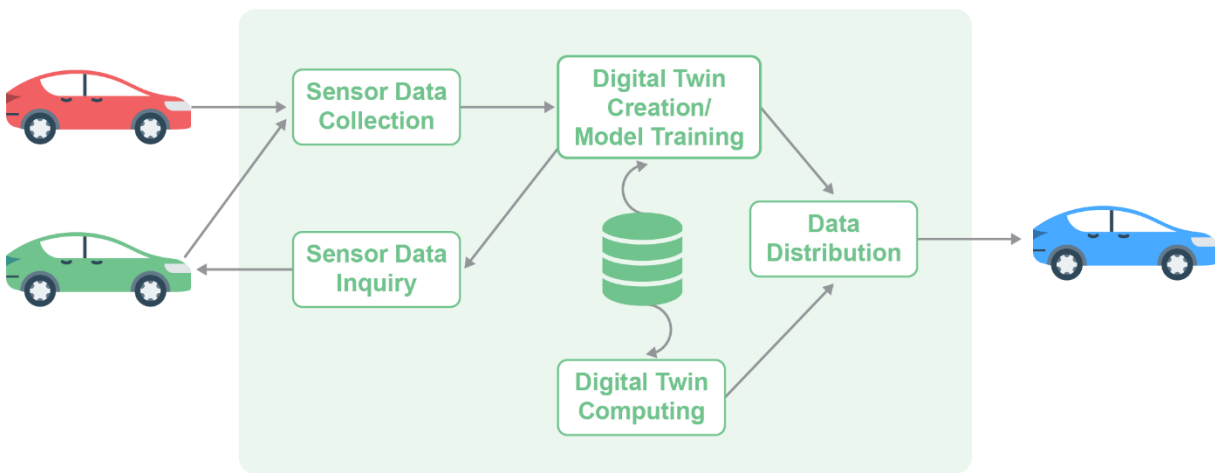 Sensor Data
Collection
Digital Twin
Creation/
Model Training
Sensor Data
Inquiry
Data
Distribution
Digital Twin
Computing